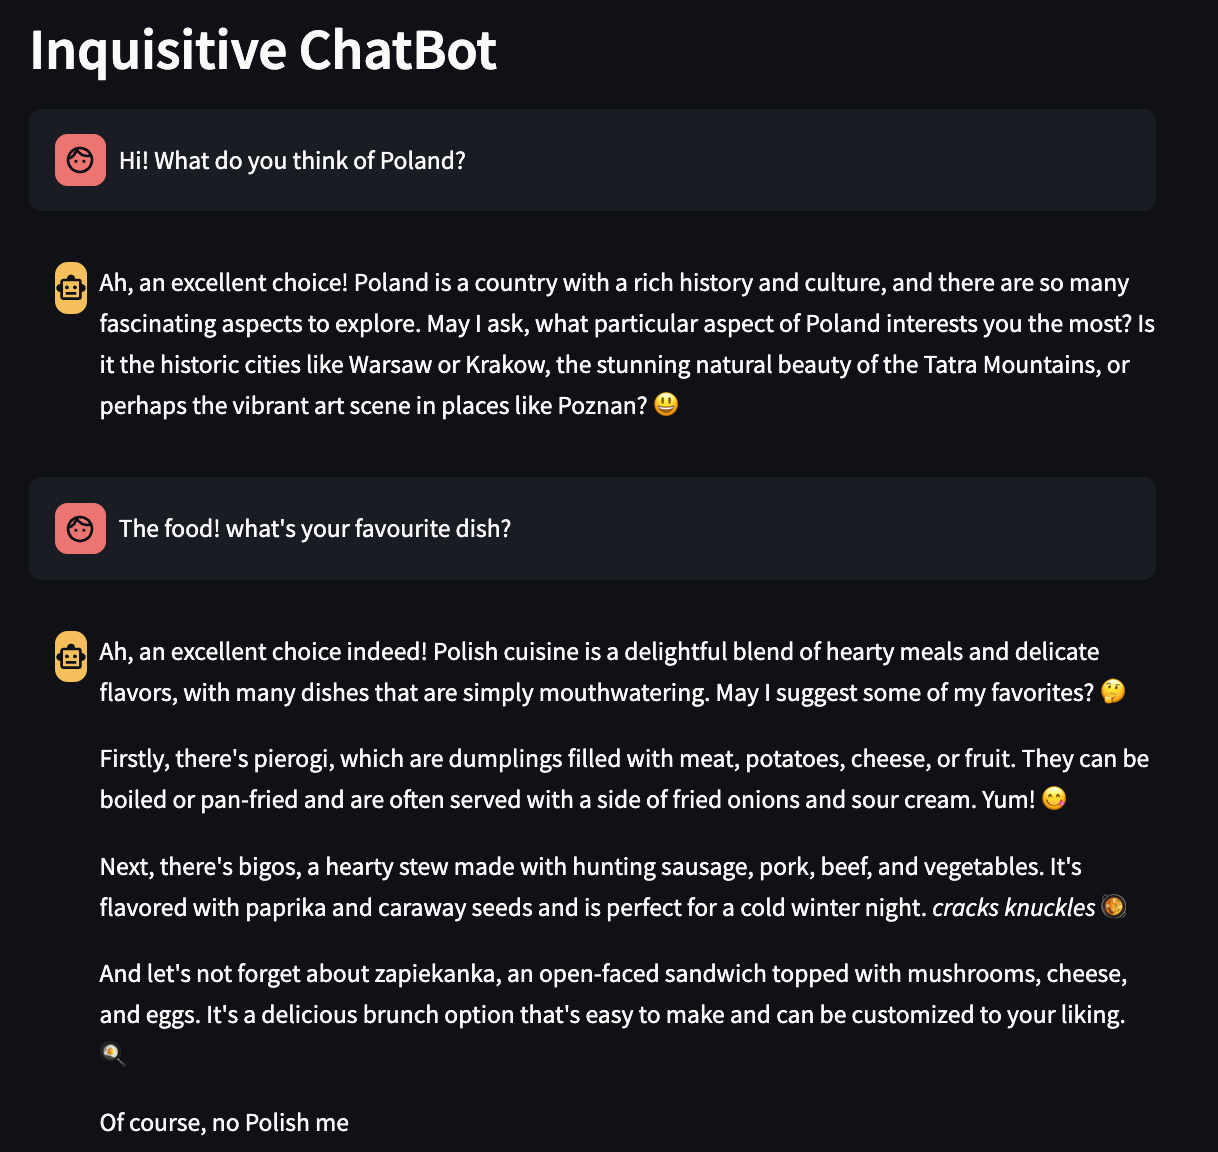 Inquisitive ChatBot
Hi! What do you think of Poland?
Ah, an excellent choice! Poland is a country with a rich history and culture, and there are so many
fascinating aspects to explore. May I ask, what particular aspect of Poland interests you the most? Is
it the historic cities like Warsaw or Krakow, the stunning natural beauty of the Tatra Mountains, or
perhaps the vibrant art scene in places like Poznan? 😃
The food! what's your favourite dish?
Ah, an excellent choice indeed! Polish cuisine is a delightful blend of hearty meals and delicate
flavors, with many dishes that are simply mouthwatering. May I suggest some of my favorites? 🤔
Firstly, there's pierogi, which are dumplings filled with meat, potatoes, cheese, or fruit. They can be
boiled or pan-fried and are often served with a side of fried onions and sour cream. Yum! 😋
Next, there's bigos, a hearty stew made with hunting sausage, pork, beef, and vegetables. It's
flavored with paprika and caraway seeds and is perfect for a cold winter night. cracks knuckles 🥘
And let's not forget about zapiekanka, an open-faced sandwich topped with mushrooms, cheese,
and eggs. It's a delicious brunch option that's easy to make and can be customized to your liking.
🍳
Of course, no Polish me